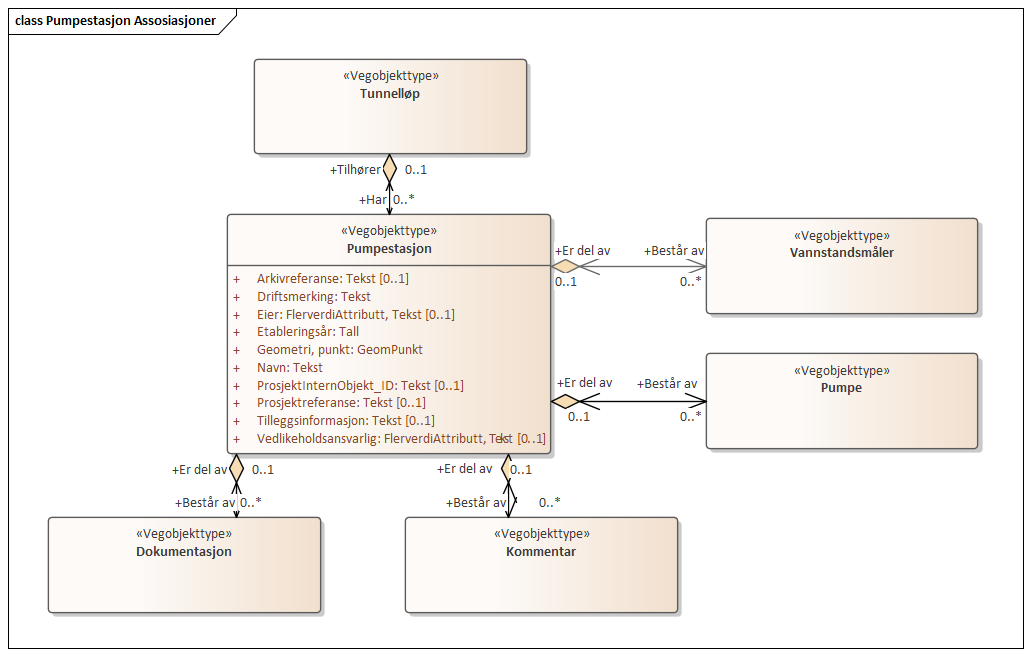 class Pumpestasjon Assosiasjoner
«Vegobjekttype»
Tunnelløp
+Tilhører 0..1
+Har 0..*
«Vegobjekttype»
Pumpestasjon
+ Arkivreferanse: Tekst [0..1]
+ Driftsmerking: Tekst
+ Eier: FlerverdiAttributt, Tekst [0..1]
+ Etableringsår: Tall
+ Geometri, punkt: GeomPunkt
+ Navn: Tekst
+ ProsjektInternObjekt_ID: Tekst [0..1]
+ Prosjektreferanse: Tekst [0..1]
+ Tilleggsinformasjon: Tekst [0..1]
+ Vedlikeholdsansvarlig: FlerverdiAttributt, Tekst [0..1]
+Er del av +Består av
0..1 0..*
«Vegobjekttype»
Vannstandsmåler
+Er del av +Består av
0..1 0..*
«Vegobjekttype»
Pumpe
+Er del av 0..1
+Består av 0..*
«Vegobjekttype»
Dokumentasjon
+Er del av 0..1
+Består av 0..*
«Vegobjekttype»
Kommentar